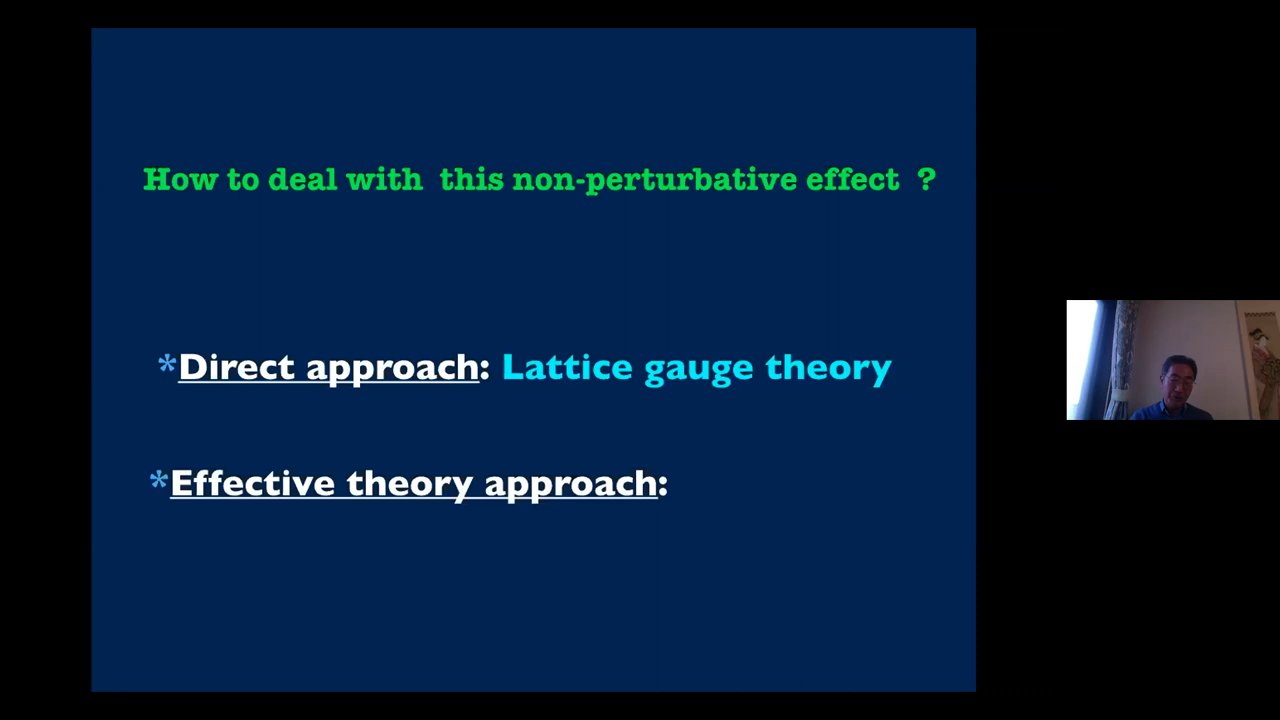 How to deal with this non-perturbative effect ?
*Direct approach: Lattice gauge theory
*Effective theory approach: